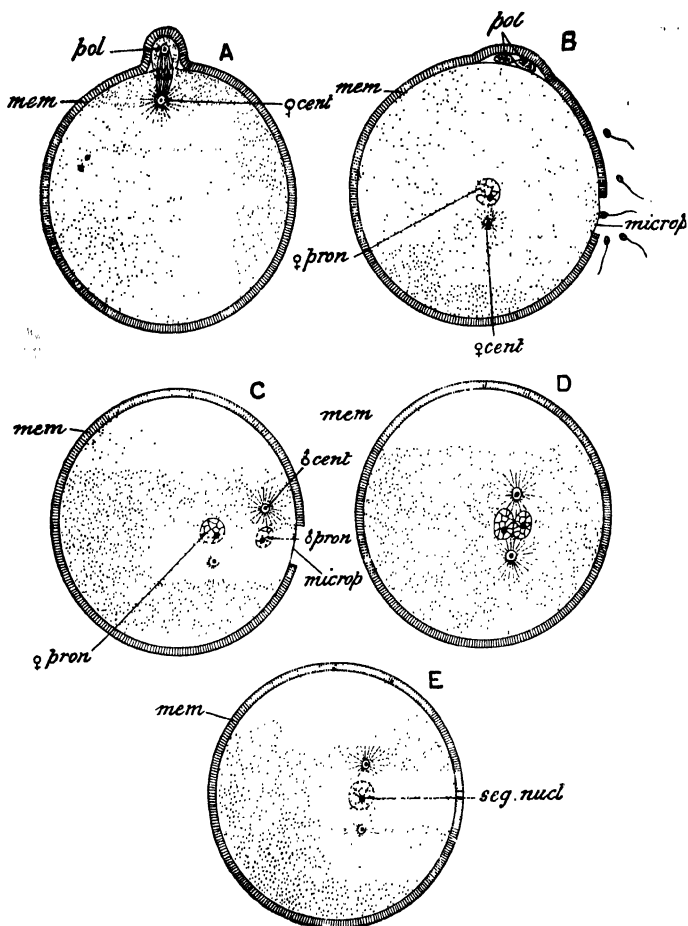 pol
A
mem
♀cent
pol
B
mem
microp
♀pron
♀cent
C
mem
♂cent
♂pron
microp
♀pron
D
mem
E
mem
seg.nucl